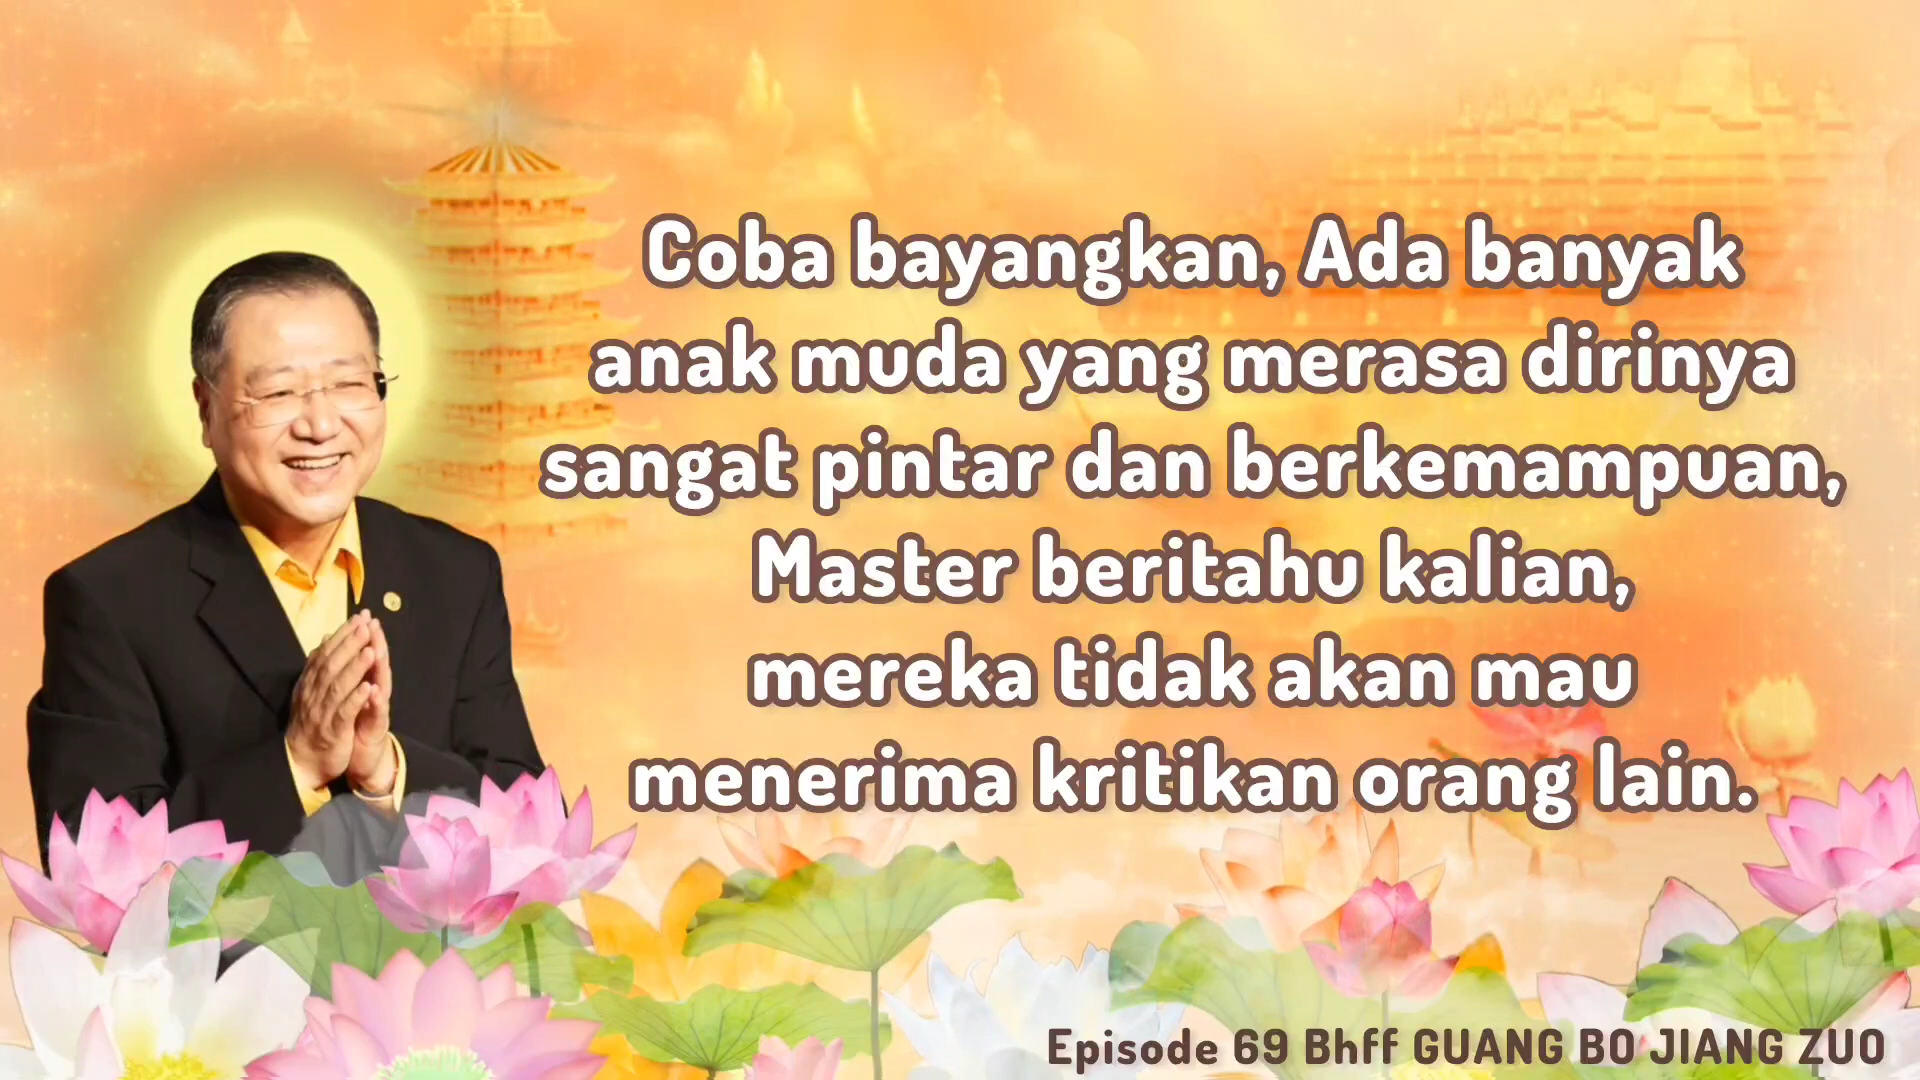 Coba bayangkan, Ada banyak
anak muda yang merasa dirinya
sangat pintar dan berkemampuan,
Master beritahu kalian,
mereka tidak akan mau
menerima kritikan orang lain.
Episode 69 Bhff GUANG BO JIANG ZUO